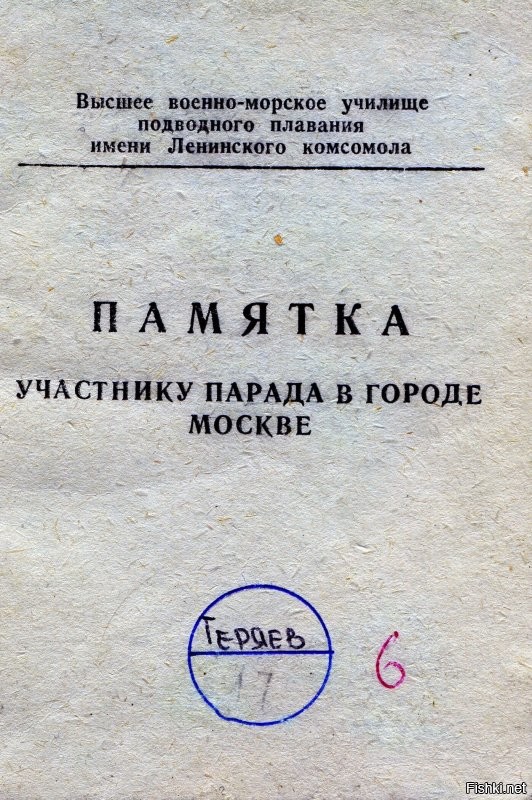 Высшее военно-морское училище
подводного плавания
имени Ленинского комсомола
ПАМЯТКА
УЧАСТНИКУ ПАРАДА В ГОРОДЕ
МОСКВЕ
Теряев
17
6
Fishki.net